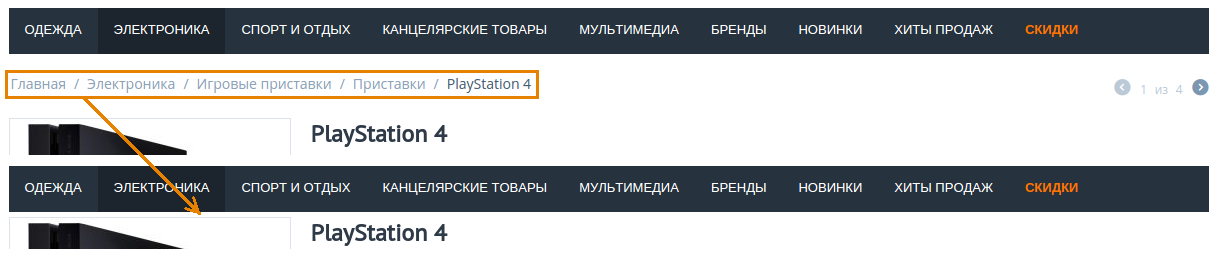 ОДЕЖДА ЭЛЕКТРОНИКА СПОРТ И ОТДЫХ КАНЦЕЛЯРСКИЕ ТОВАРЫ МУЛЬТИМЕДИА БРЕНДЫ НОВИНКИ ХИТЫ ПРОДАЖ СКИДКИ
Главная / Электроника / Игровые приставки / Приставки / PlayStation 4 1 из 4
PlayStation 4
ОДЕЖДА ЭЛЕКТРОНИКА СПОРТ И ОТДЫХ КАНЦЕЛЯРСКИЕ ТОВАРЫ МУЛЬТИМЕДИА БРЕНДЫ НОВИНКИ ХИТЫ ПРОДАЖ СКИДКИ
PlayStation 4